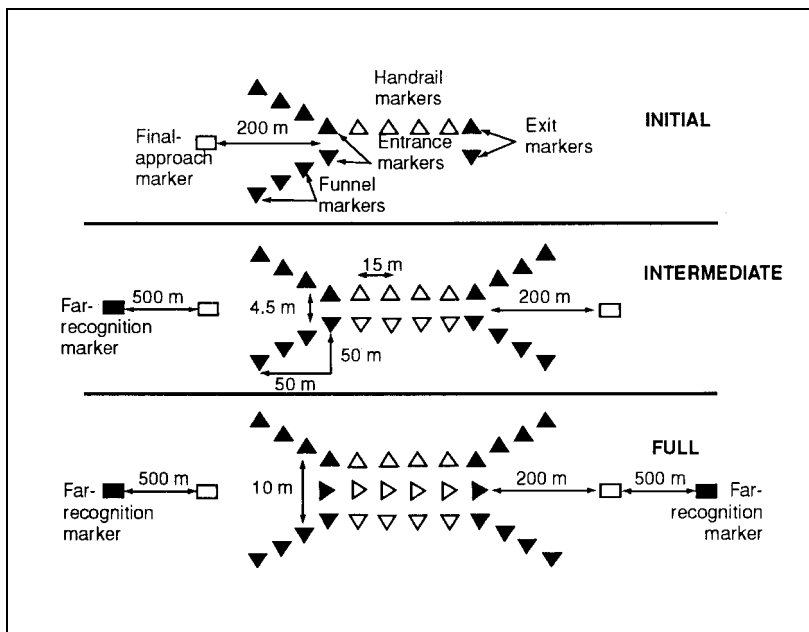 Handrail
markers
INITIAL
200 m
Final-
approach
marker
Entrance
markers
Exit
markers
Funnel
markers
INTERMEDIATE
15 m
500 m
4.5 m
200 m
Far-
recognition
marker
50 m
50 m
FULL
500 m
10 m
200 m
500 m
Far-
recognition
marker
Far-
recognition
marker